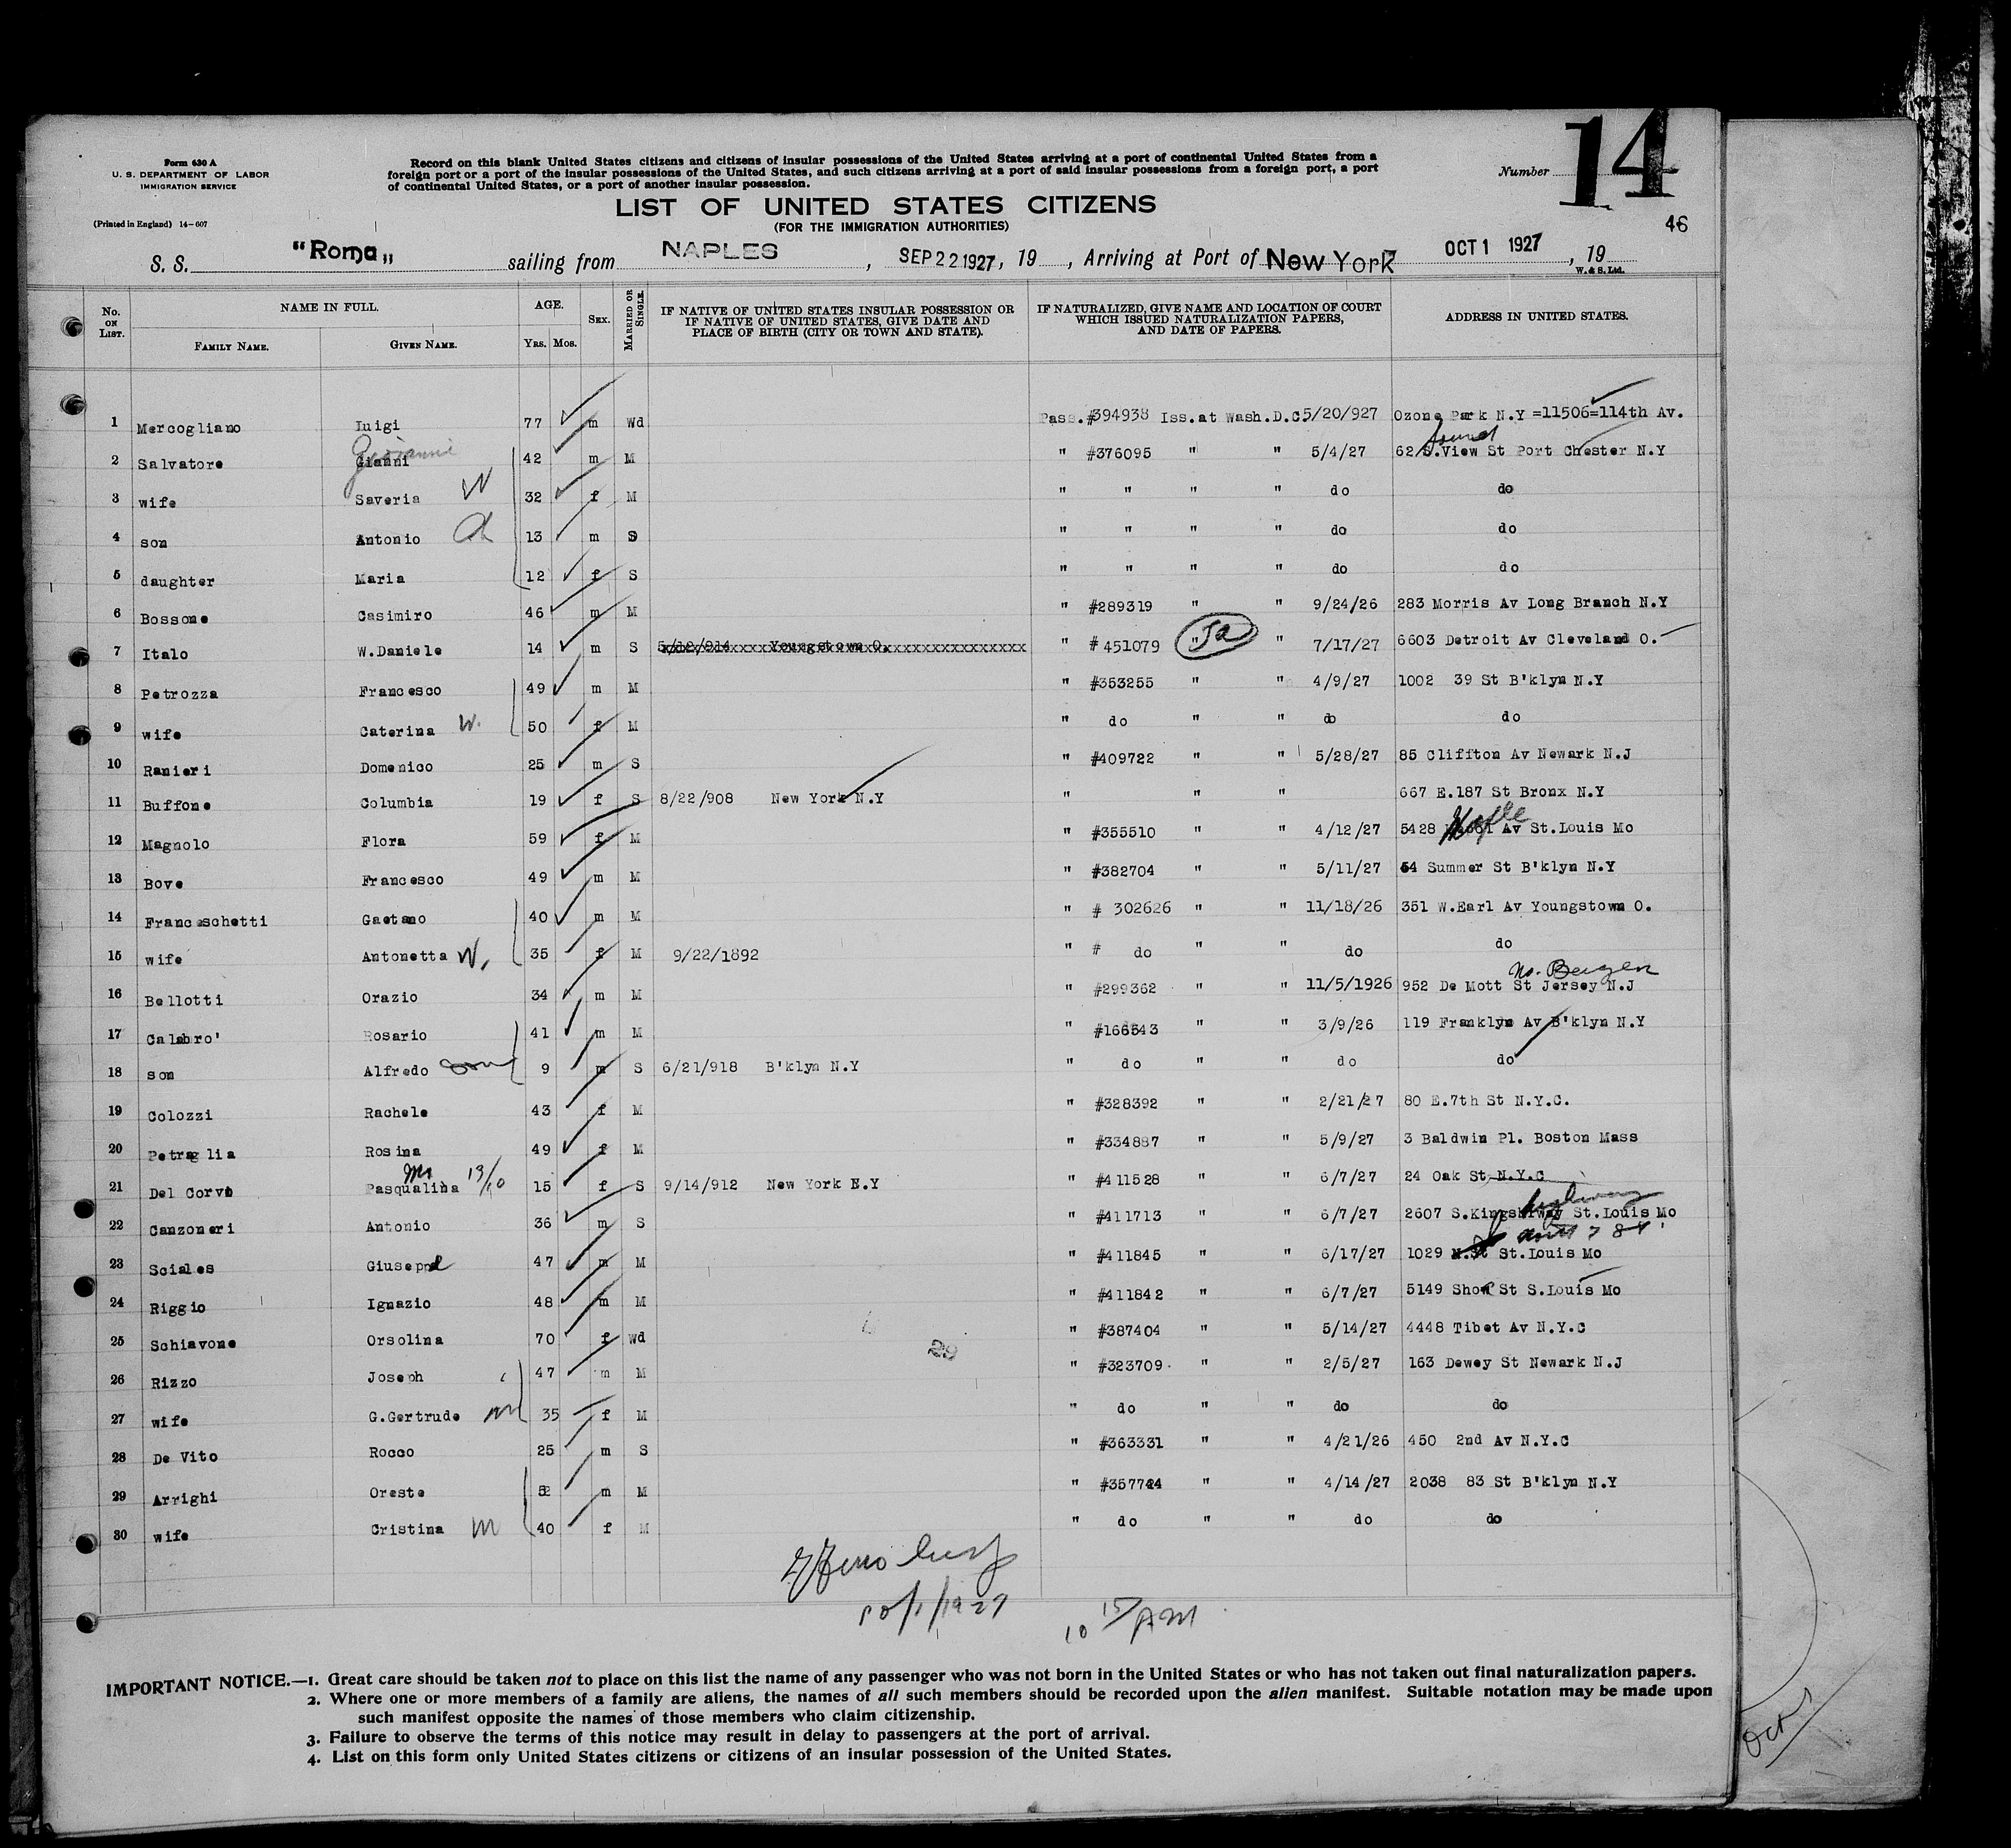 Form 630 A
U. S. DEPARTMENT OF LABOR
IMMIGRATION SERVICE
(Printed in England) 14-607
Record on this blank United States citizens and citizens of insular possessions of the United States arriving at a port of continental United States from a
foreign port or a port of the insular possessions of the United States, and such citizens arriving at a port of said insular possessions from a foreign port, a port
of continental United States, or a port of another insular possession.
Number 14
46
LIST OF UNITED STATES CITIZENS
(FOR THE IMMIGRATION AUTHORITIES)
S. S. "Roma" sailing from NAPLES, SEP 22 1927, 19 , Arriving at Port of New York OCT 1 1927, 19
W. & S. Ltd.
No. ON LIST. NAME IN FULL. FAMILY NAME. GIVEN NAME. AGE. YRS. MOS. SEX. MARRIED OR SINGLE. IF NATIVE OF UNITED STATES INSULAR POSSESSION OR IF NATIVE OF UNITED STATES, GIVE DATE AND PLACE OF BIRTH (CITY OR TOWN AND STATE). IF NATURALIZED, GIVE NAME AND LOCATION OF COURT WHICH ISSUED NATURALIZATION PAPERS, AND DATE OF PAPERS. ADDRESS IN UNITED STATES.
1 Mercogliano Luigi 77 m Wd Pass.#394938 Iss.at Wash.D.C. 5/20/927 Ozone Park N.Y =11506=114th Av.
2 Salvatore Gianni Giovanni 42 m M " #376095 " " 5/4/27 62 S.View Sound St Port Chester N.Y
3 wife Saveria W 32 f M " " " " do do
4 son Antonio 13 m S " " " " do do
5 daughter Maria 12 f S " " " " do do
6 Bossone Casimiro 46 m M " #289319 " " 9/24/26 283 Morris Av Long Branch N.Y
7 Italo W.Daniele 14 m S 5/12/914 Youngstown O. " #451079 " " 7/17/27 6603 Detroit Av Cleveland O.
8 Petrozza Francesco 49 m M " #353255 " " 4/9/27 1002 39 St B'klyn N.Y
9 wife Caterina W. 50 f M " do " " do do
10 Ranieri Domenico 25 m S " #409722 " " 5/28/27 85 Cliffton Av Newark N.J
11 Buffone Columbia 19 f S 8/22/908 New York N.Y " " " 667 E.187 St Bronx N.Y
12 Magnolo Flora 59 f M " #355510 " " 4/12/27 5428 Av St.Louis Mo
13 Bove Francesco 49 m M " #382704 " " 5/11/27 54 Summer St B'klyn N.Y
14 Franceschetti Gaetano 40 m M " # 302626 " " 11/18/26 351 W.Earl Av Youngstown O.
15 wife Antonetta W. 35 f M 9/22/1892 " # do " " do do
16 Bellotti Orazio 34 m M " #299362 " " 11/5/1926 952 De Mott St Jersey N.J No. Bergen
17 Calabro' Rosario 41 m M " #166543 " " 3/9/26 119 Franklyn Av B'klyn N.Y
18 son Alfredo son 9 m S 6/21/918 B'klyn N.Y " do " " do do
19 Colozzi Rachele 43 f M " #328392 " " 2/21/27 80 E.7th St N.Y.C.
20 Petraglia Rosina 49 f M " #334887 " " 5/9/27 3 Baldwin Pl. Boston Mass
21 Del Corvo Pasqualina 15 f S 9/14/912 New York N.Y " #411528 " " 6/7/27 24 Oak St N.Y.C
22 Canzoneri Antonio 36 m S " #411713 " " 6/7/27 2607 S.Kingshiway highway St.Louis Mo
23 Sciales Giuseppe 47 m M " #411845 " " 6/17/27 1029 St.Louis Mo
24 Riggio Ignazio 48 m M " #411842 " " 6/7/27 5149 Show St S.Louis Mo
25 Schiavone Orsolina 70 f Wd " #387404 " " 5/14/27 4448 Tibet Av N.Y.C
29
26 Rizzo Joseph 47 m M " #323709 " " 2/5/27 163 Dewey St Newark N.J
27 wife G.Gertrude 35 f M " do " " do do
28 De Vito Rocco 25 m S " #363331 " " 4/21/26 450 2nd Av N.Y.C
29 Arrighi Oreste 52 m M " #357724 " " 4/14/27 2038 83 St B'klyn N.Y
30 wife Cristina 40 f M " do " " do do
10/1/1927
10 15/ AM
IMPORTANT NOTICE.—1. Great care should be taken not to place on this list the name of any passenger who was not born in the United States or who has not taken out final naturalization papers.
2. Where one or more members of a family are aliens, the names of all such members should be recorded upon the alien manifest. Suitable notation may be made upon
such manifest opposite the names of those members who claim citizenship.
3. Failure to observe the terms of this notice may result in delay to passengers at the port of arrival.
4. List on this form only United States citizens or citizens of an insular possession of the United States.
Oct